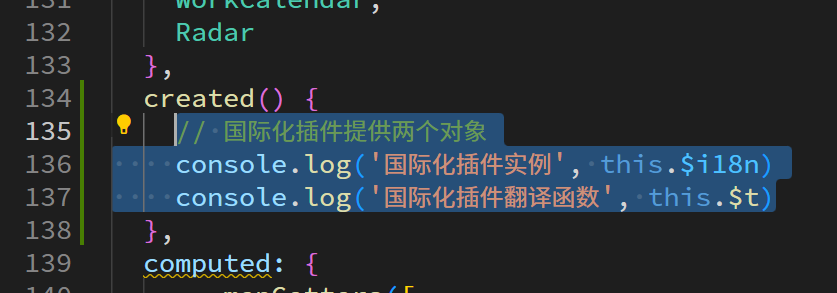 131 WorkCalendar,
132 Radar
133 },
134 created() {
135 // 国际化插件提供两个对象
136 console.log('国际化插件实例', this.$i18n)
137 console.log('国际化插件翻译函数', this.$t)
138 },
139 computed: {
140 mapGetters([